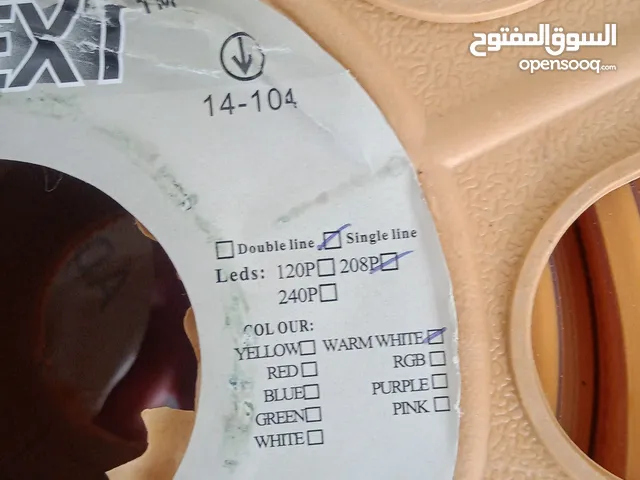 EXT
السوق المفتوح
opensooq.com
14-104
☐ Double line ☑ Single line
Leds: 120P☐ 208P☑
240P☐
COLOUR:
YELLOW☐ WARM WHITE☑
RED☐ RGB☐
BLUE☐ PURPLE☐
GREEN☐ PINK☐
WHITE☐